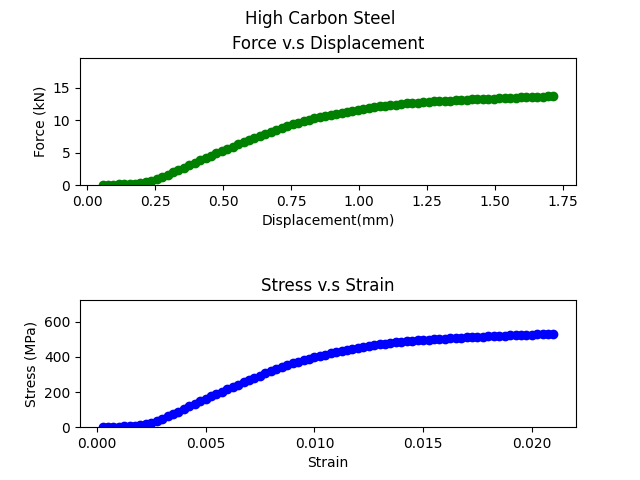 High Carbon Steel
Force v.s Displacement
15
10
5
0
Force (kN)
0.00 0.25 0.50 0.75 1.00 1.25 1.50 1.75
Displacement(mm)
Stress v.s Strain
600
400
200
0
Stress (MPa)
0.000 0.005 0.010 0.015 0.020
Strain